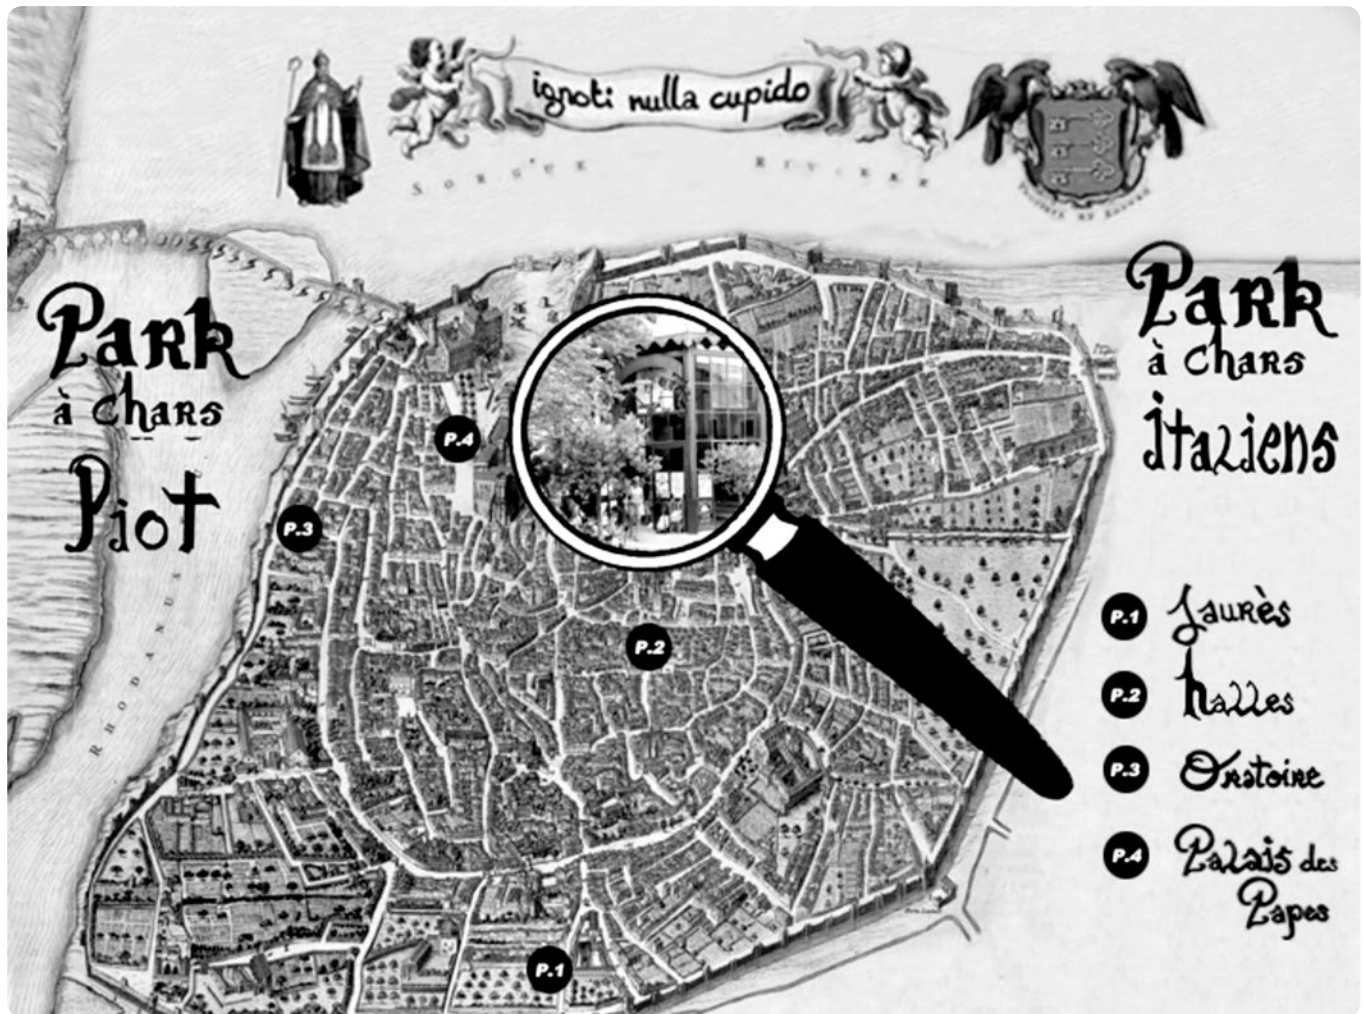 ignoti nulla cupido
SORGUE RIVIERE
Park
à chars
Piot
Park
à chars
italiens
P.4
P.3
P.2
P.1
RHODANUS
P.1 Jaurès
P.2 halles
P.3 Oratoire
P.4 Palais des
Papes